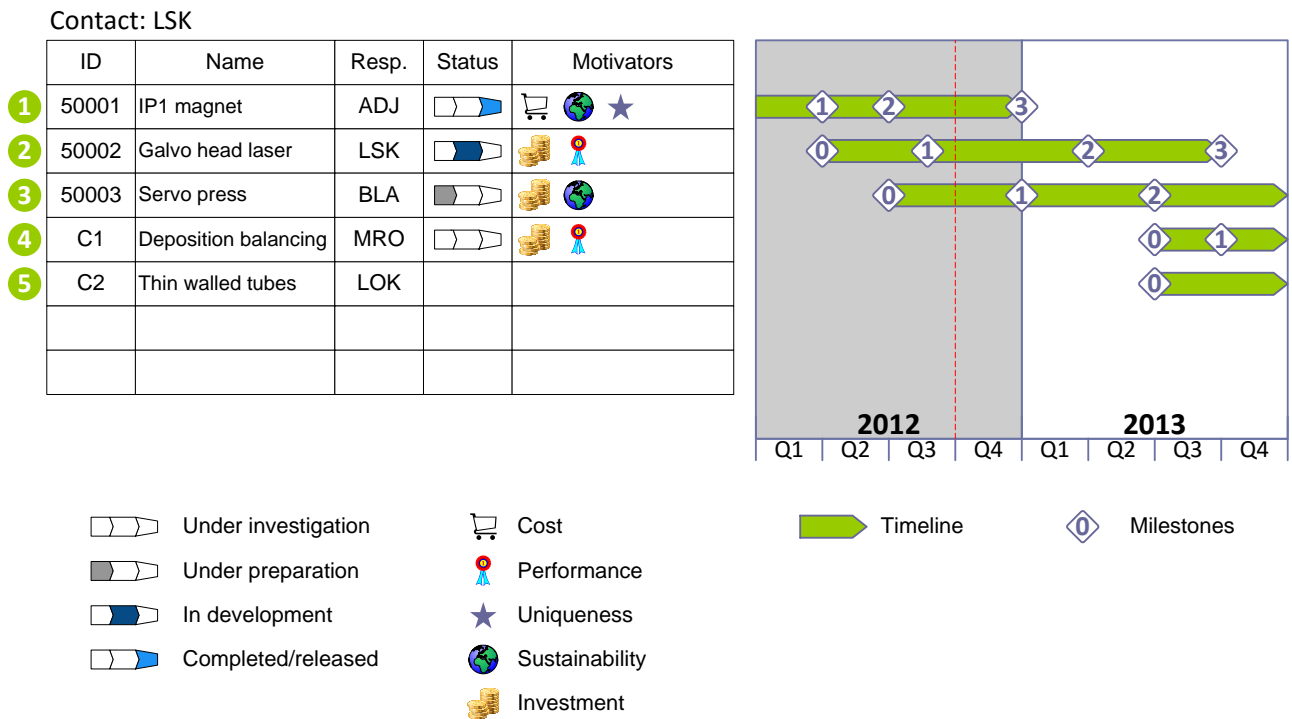 Contact: LSK
ID Name Resp. Status Motivators
1 50001 IP1 magnet ADJ 1 2 3
2 50002 Galvo head laser LSK 0 1 2 3
3 50003 Servo press BLA 0 1 2
4 C1 Deposition balancing MRO 0 1
5 C2 Thin walled tubes LOK 0
2012 2013
Q1 Q2 Q3 Q4 Q1 Q2 Q3 Q4
Under investigation Cost Timeline 0 Milestones
Under preparation Performance
In development Uniqueness
Completed/released Sustainability
Investment